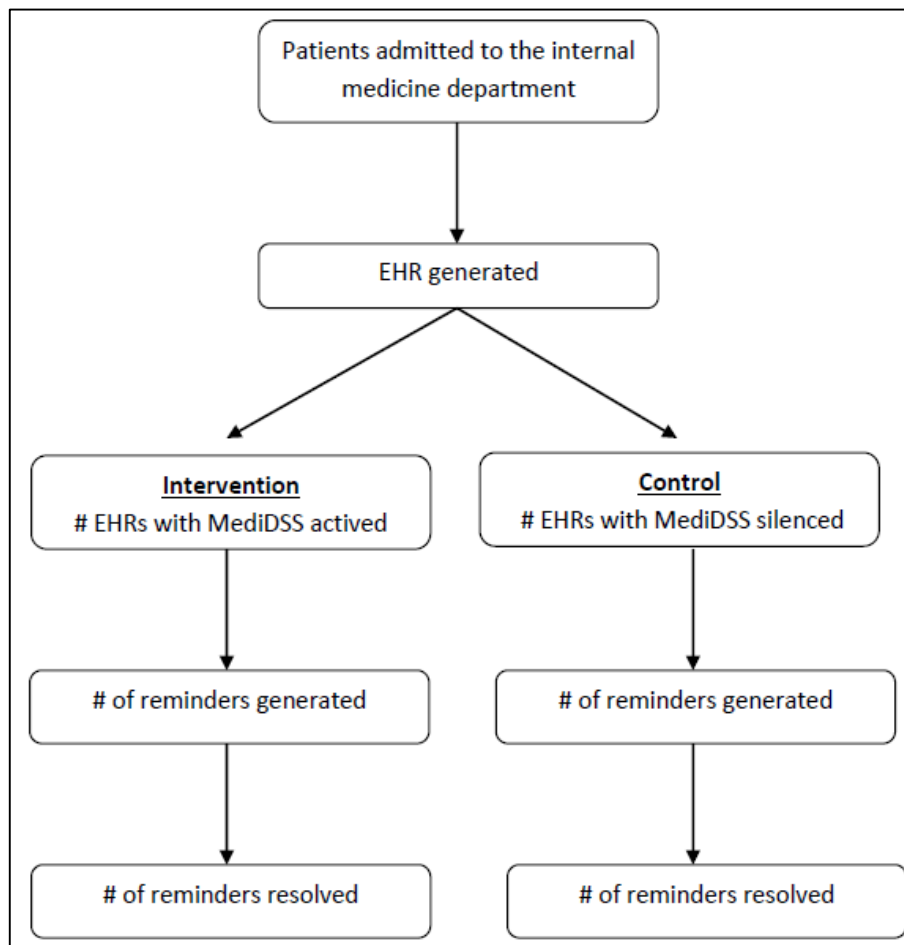 Patients admitted to the internal
medicine department
EHR generated
Intervention
# EHRs with MediDSS actived
Control
# EHRs with MediDSS silenced
# of reminders generated
# of reminders generated
# of reminders resolved
# of reminders resolved